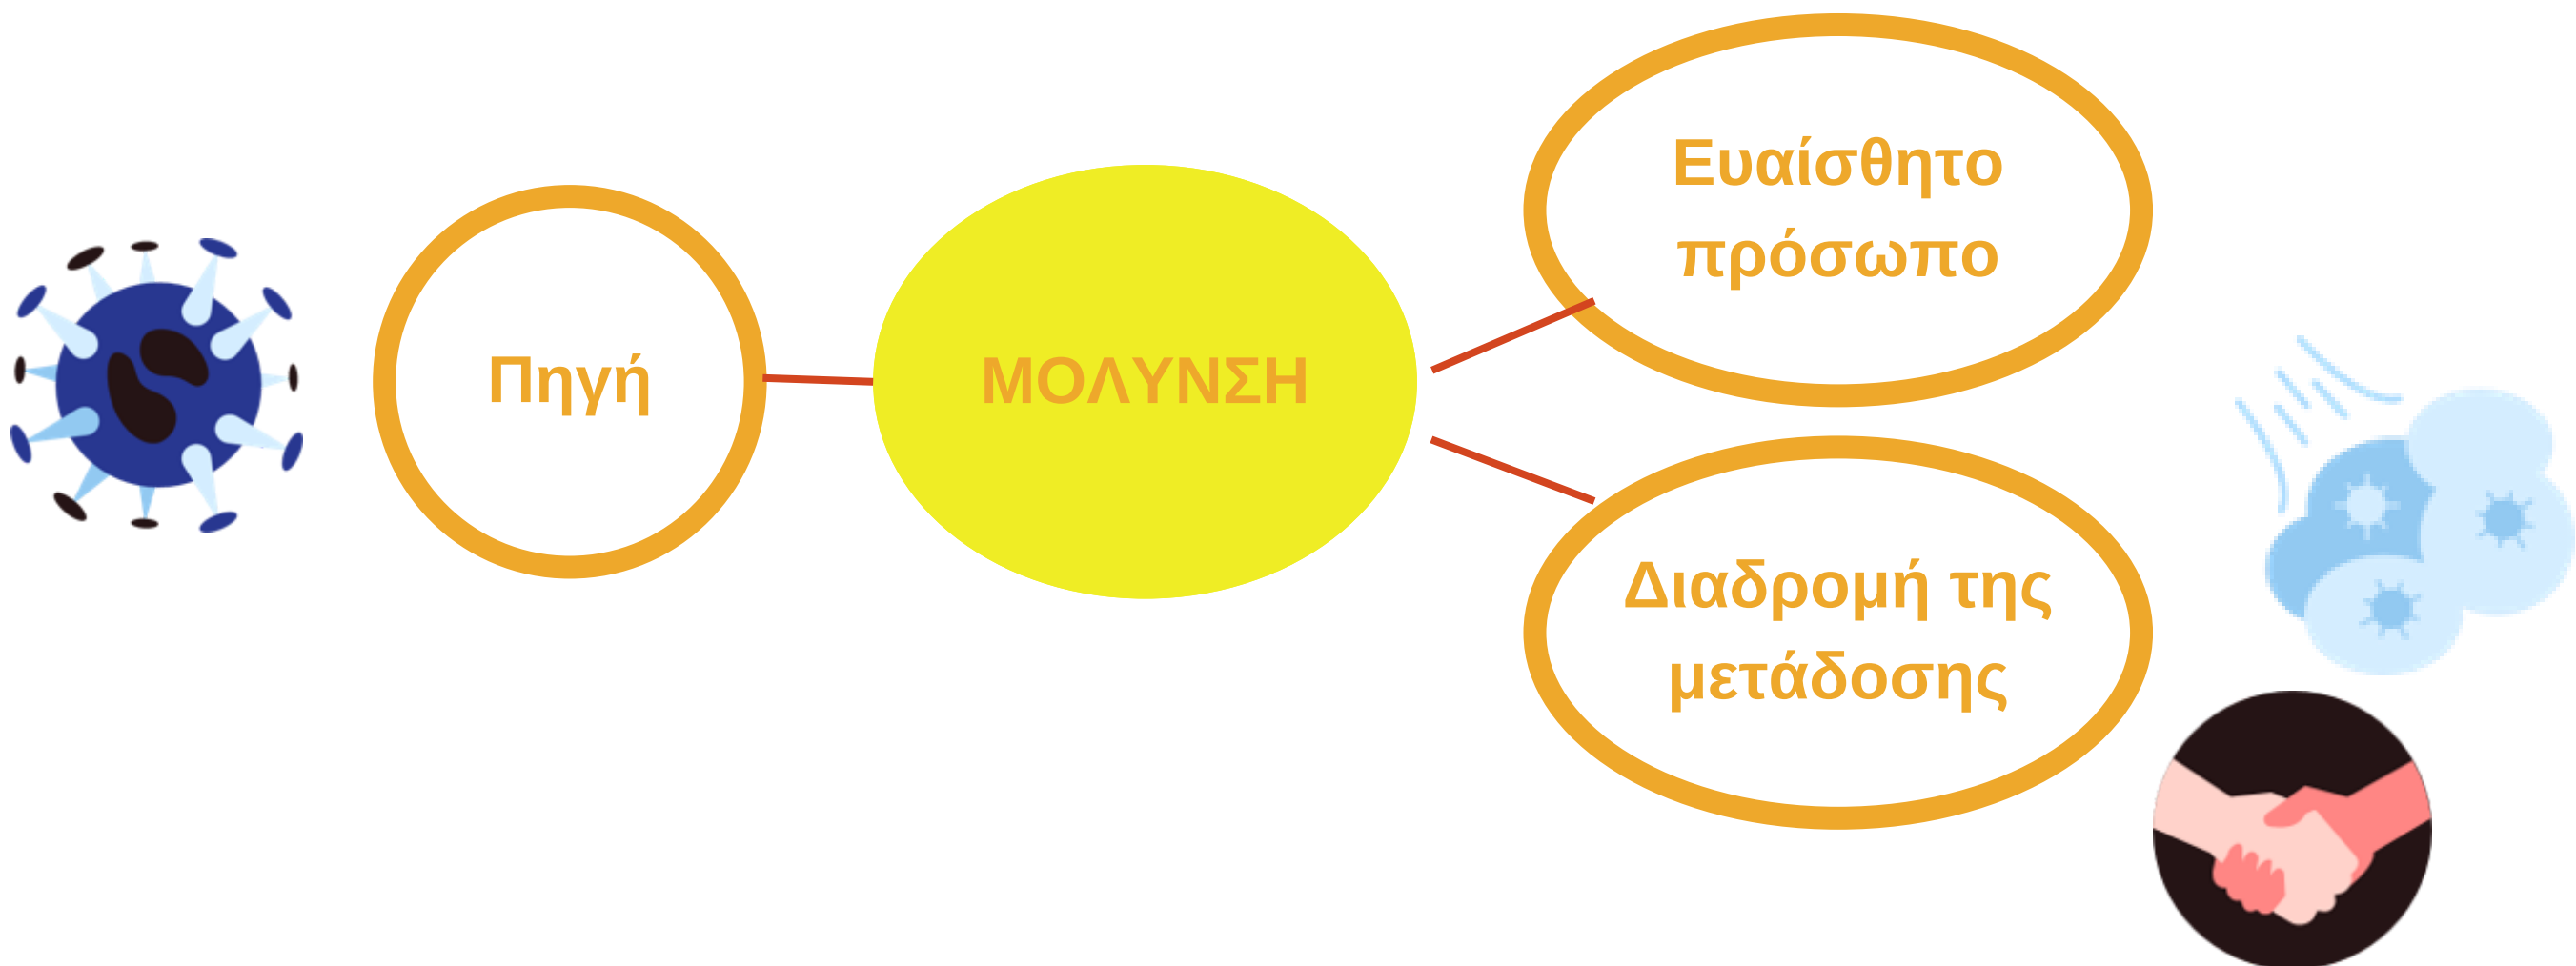 Πηγή
ΜΟΛΥΝΣΗ
Ευαίσθητο
πρόσωπο
Διαδρομή της
μετάδοσης